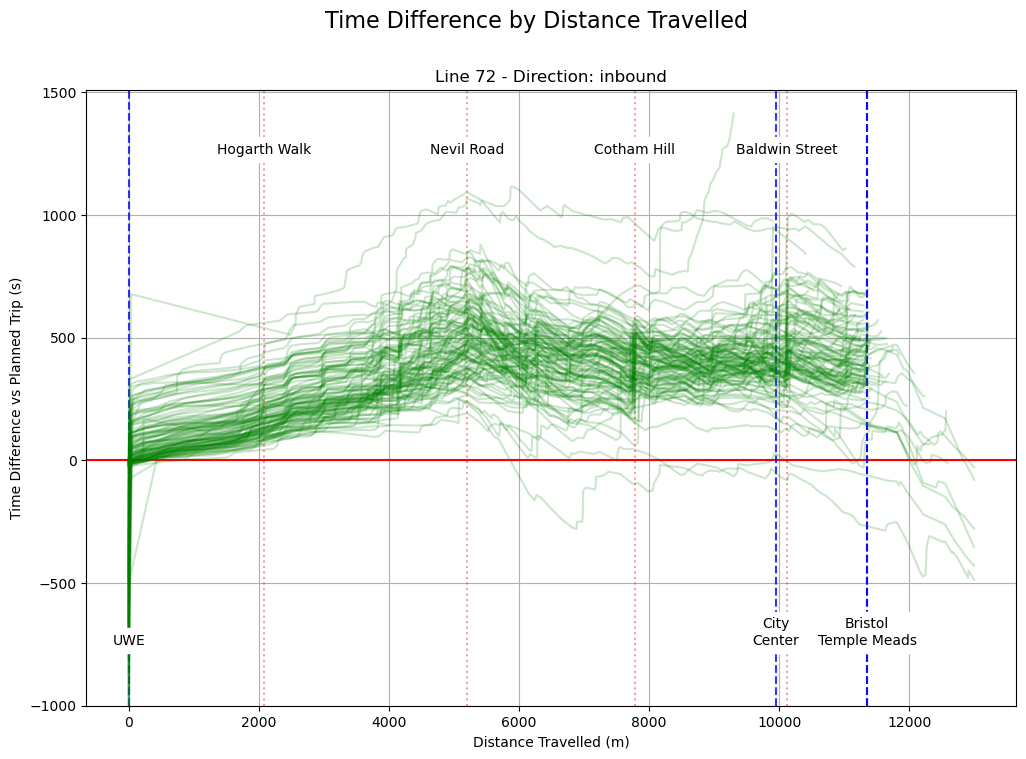 Time Difference by Distance Travelled
Line 72 - Direction: inbound
1500
1000
500
0
−500
−1000
Time Difference vs Planned Trip (s)
Hogarth Walk
Nevil Road
Cotham Hill
Baldwin Street
UWE
City
Center
Bristol
Temple Meads
0
2000
4000
6000
8000
10000
12000
Distance Travelled (m)